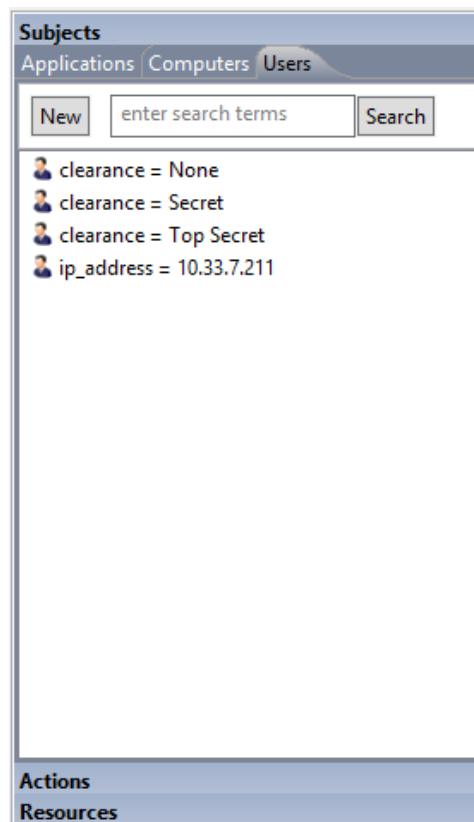 Subjects
Applications Computers Users
New enter search terms Search
clearance = None
clearance = Secret
clearance = Top Secret
ip_address = 10.33.7.211
Actions
Resources